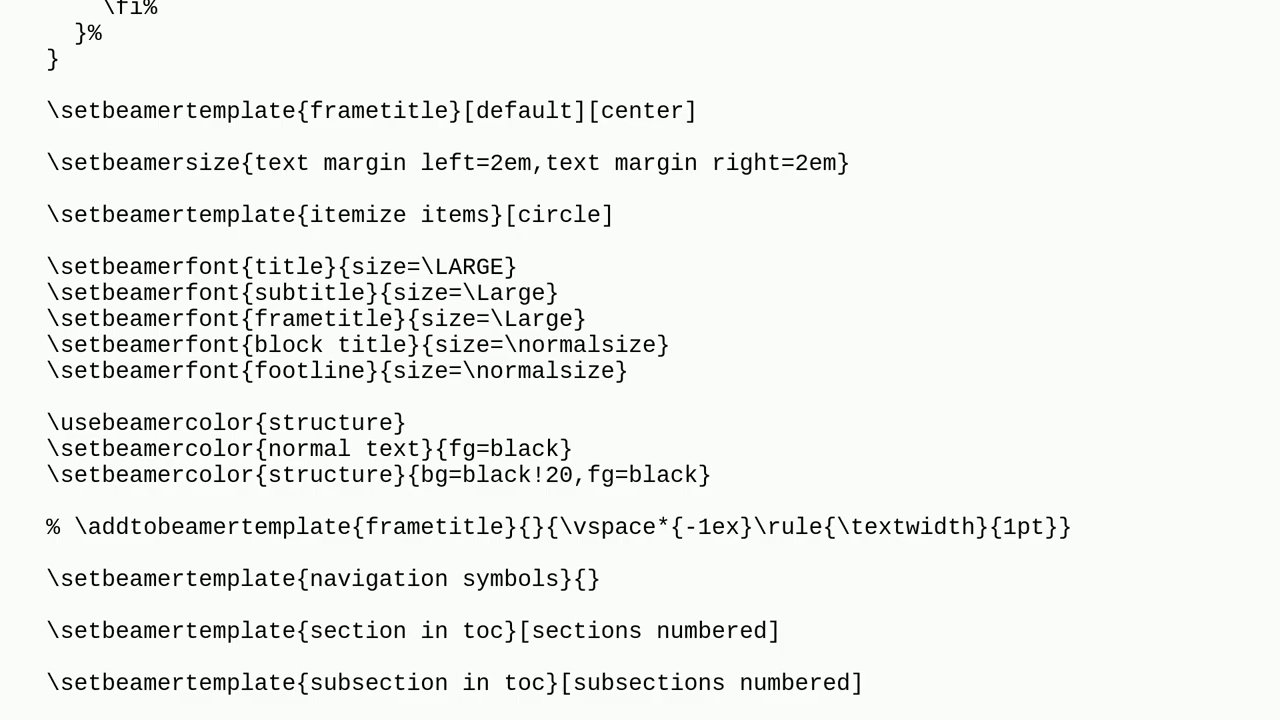 \fi%
}%
}
\setbeamertemplate{frametitle}[default][center]
\setbeamersize{text margin left=2em,text margin right=2em}
\setbeamertemplate{itemize items}[circle]
\setbeamerfont{title}{size=\LARGE}
\setbeamerfont{subtitle}{size=\Large}
\setbeamerfont{frametitle}{size=\Large}
\setbeamerfont{block title}{size=\normalsize}
\setbeamerfont{footline}{size=\normalsize}
\usebeamercolor{structure}
\setbeamercolor{normal text}{fg=black}
\setbeamercolor{structure}{bg=black!20,fg=black}
% \addtobeamertemplate{frametitle}{}{\vspace*{-1ex}\rule{\textwidth}{1pt}}
\setbeamertemplate{navigation symbols}{}
\setbeamertemplate{section in toc}[sections numbered]
\setbeamertemplate{subsection in toc}[subsections numbered]